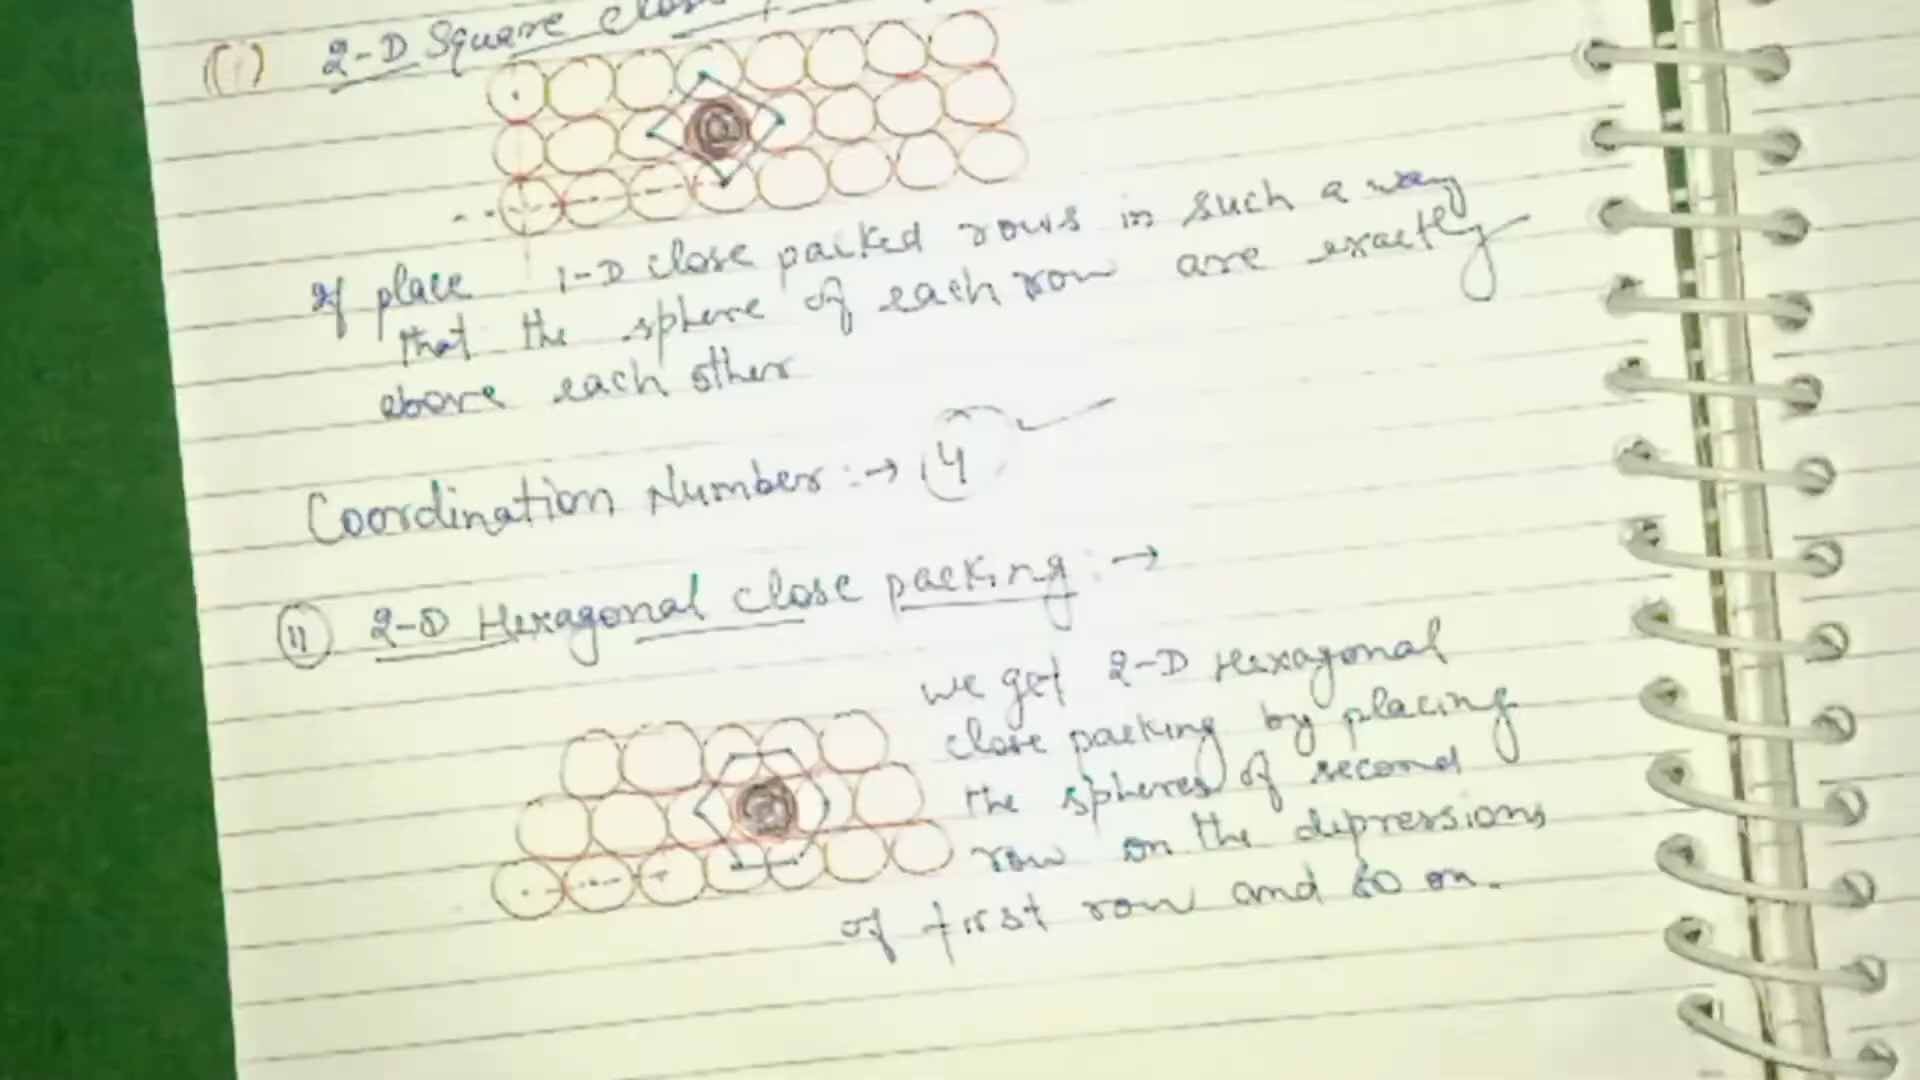 (i) 2-D Square close
If place 1-D close packed rows in such a way
that the sphere of each row are exactly
above each other
Coordination Number :→ 4
(ii) 2-D Hexagonal close packing :→
we get 2-D Hexagonal
close packing by placing
the spheres of second
row on the depressions
of first row and so on.